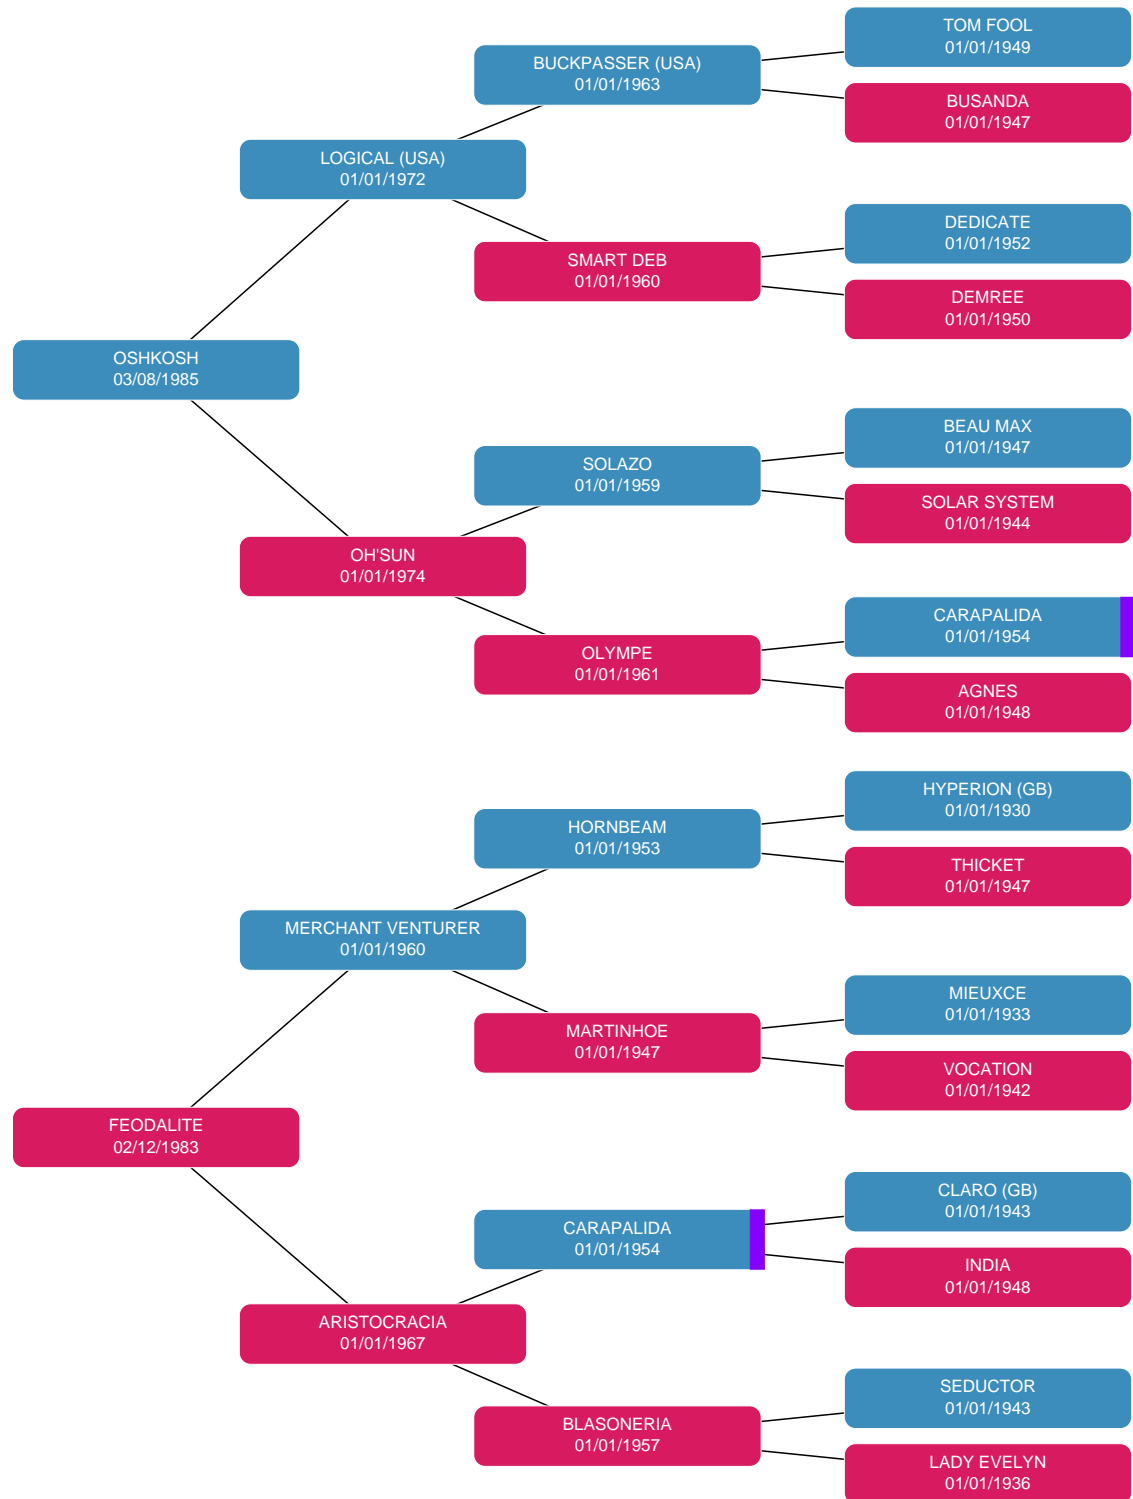 TOM FOOL
01/01/1949
BUCKPASSER (USA)
01/01/1963
BUSANDA
01/01/1947
LOGICAL (USA)
01/01/1972
DEDICATE
01/01/1952
SMART DEB
01/01/1960
DEMREE
01/01/1950
OSHKOSH
03/08/1985
BEAU MAX
01/01/1947
SOLAZO
01/01/1959
SOLAR SYSTEM
01/01/1944
OH'SUN
01/01/1974
CARAPALIDA
01/01/1954
OLYMPE
01/01/1961
AGNES
01/01/1948
HYPERION (GB)
01/01/1930
HORNBEAM
01/01/1953
THICKET
01/01/1947
MERCHANT VENTURER
01/01/1960
MIEUXCE
01/01/1933
MARTINHOE
01/01/1947
VOCATION
01/01/1942
FEODALITE
02/12/1983
CLARO (GB)
01/01/1943
CARAPALIDA
01/01/1954
INDIA
01/01/1948
ARISTOCRACIA
01/01/1967
SEDUCTOR
01/01/1943
BLASONERIA
01/01/1957
LADY EVELYN
01/01/1936